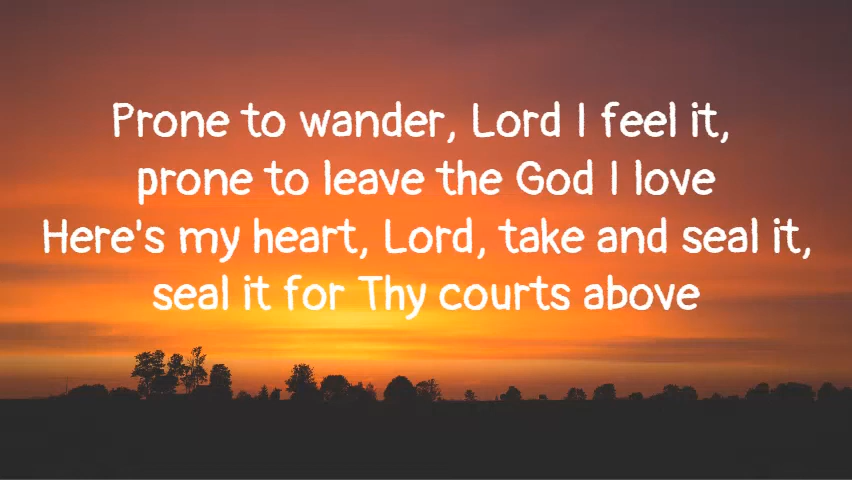 Prone to wander, Lord I feel it,
prone to leave the God I love
Here's my heart, Lord, take and seal it,
seal it for Thy courts above